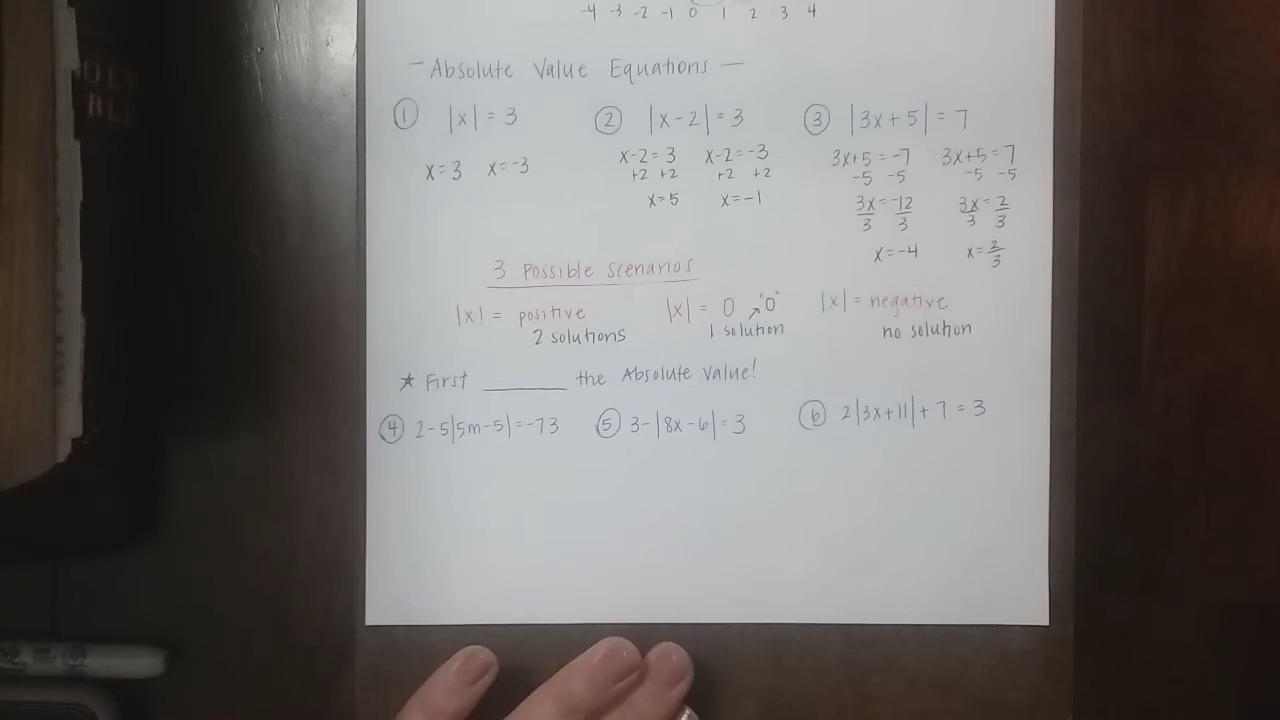 -4 -3 -2 -1 0 1 2 3 4
- Absolute Value Equations -
① |x| = 3 ② |x-2| = 3 ③ |3x+5| = 7
x=3 x=-3
x-2=3 x-2=-3
+2 +2 +2 +2
x=5 x=-1
3x+5=-7 3x+5=7
-5 -5 -5 -5
3x/3=-12/3 3x/3=2/3
x=-4 x=2/3
3 possible scenarios
|x| = positive |x| = 0 ↗"0" |x| = negative
2 solutions 1 solution no solution
★ First ______ the Absolute Value!
④ 2-5|5m-5|=-73 ⑤ 3-|8x-6|=3 ⑥ 2|3x+11|+7=3